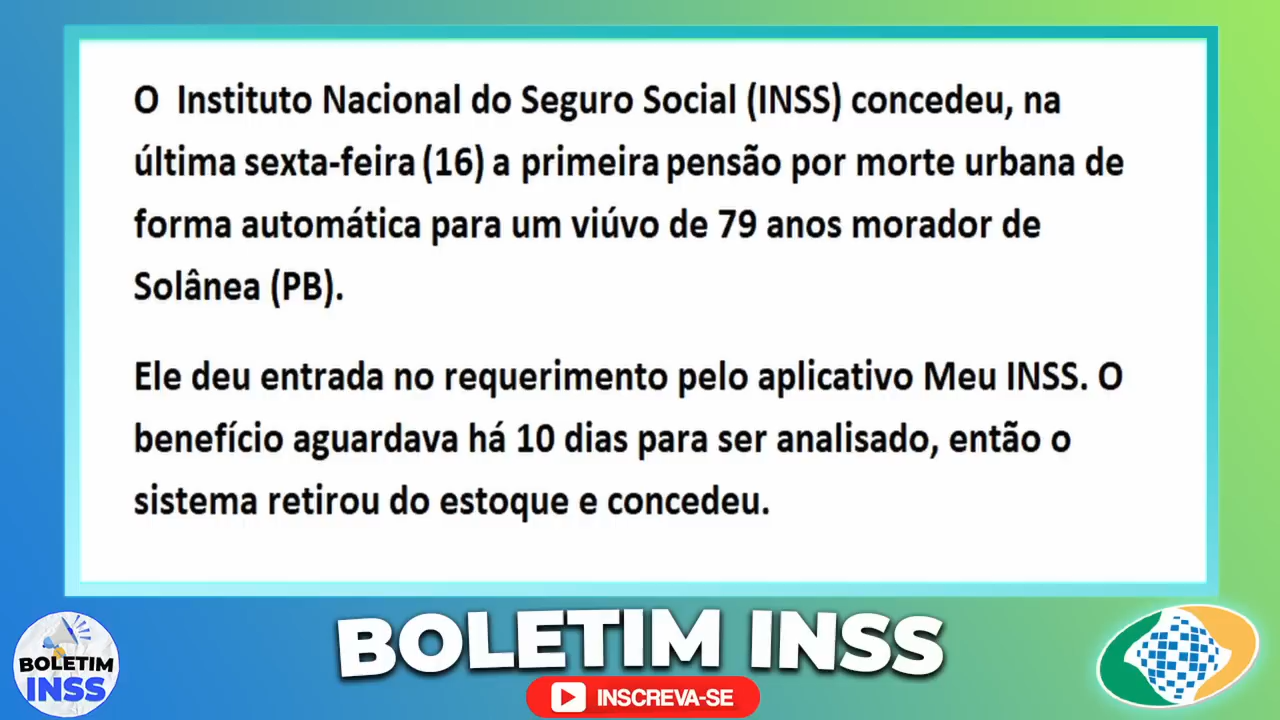 O Instituto Nacional do Seguro Social (INSS) concedeu, na
última sexta-feira (16) a primeira pensão por morte urbana de
forma automática para um viúvo de 79 anos morador de
Solânea (PB).
Ele deu entrada no requerimento pelo aplicativo Meu INSS. O
benefício aguardava há 10 dias para ser analisado, então o
sistema retirou do estoque e concedeu.
BOLETIM INSS
INSCREVA-SE
BOLETIM
INSS